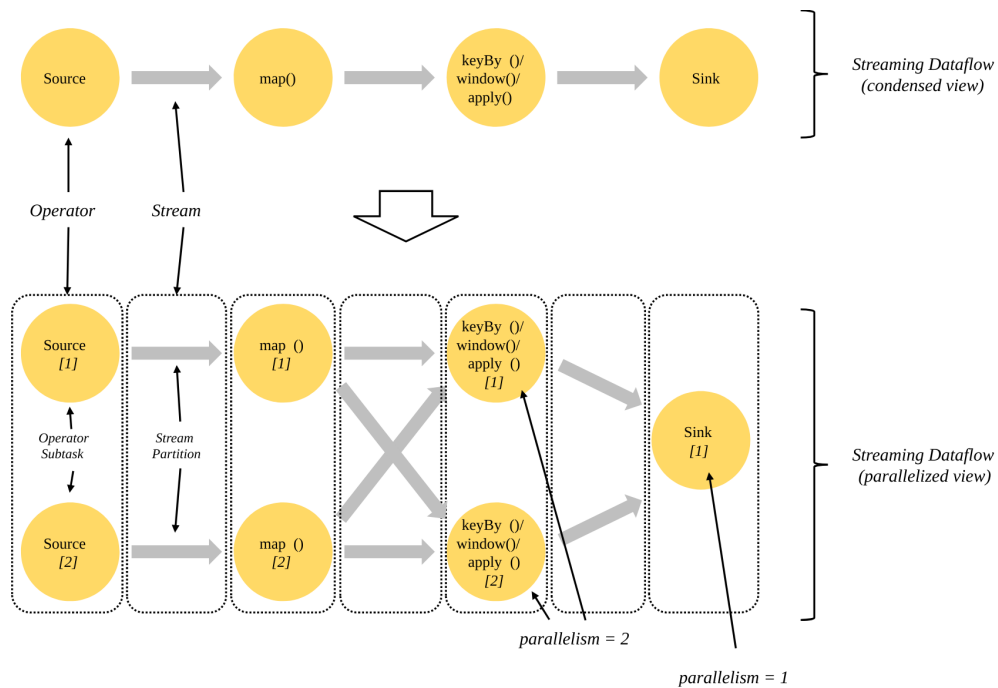 Source
map()
keyBy ()/
window()/
apply()
Sink
Streaming Dataflow
(condensed view)
Operator
Stream
Source
[1]
map ()
[1]
keyBy ()/
window()/
apply ()
[1]
Operator
Subtask
Stream
Partition
Sink
[1]
Streaming Dataflow
(parallelized view)
Source
[2]
map ()
[2]
keyBy ()/
window()/
apply ()
[2]
parallelism = 2
parallelism = 1